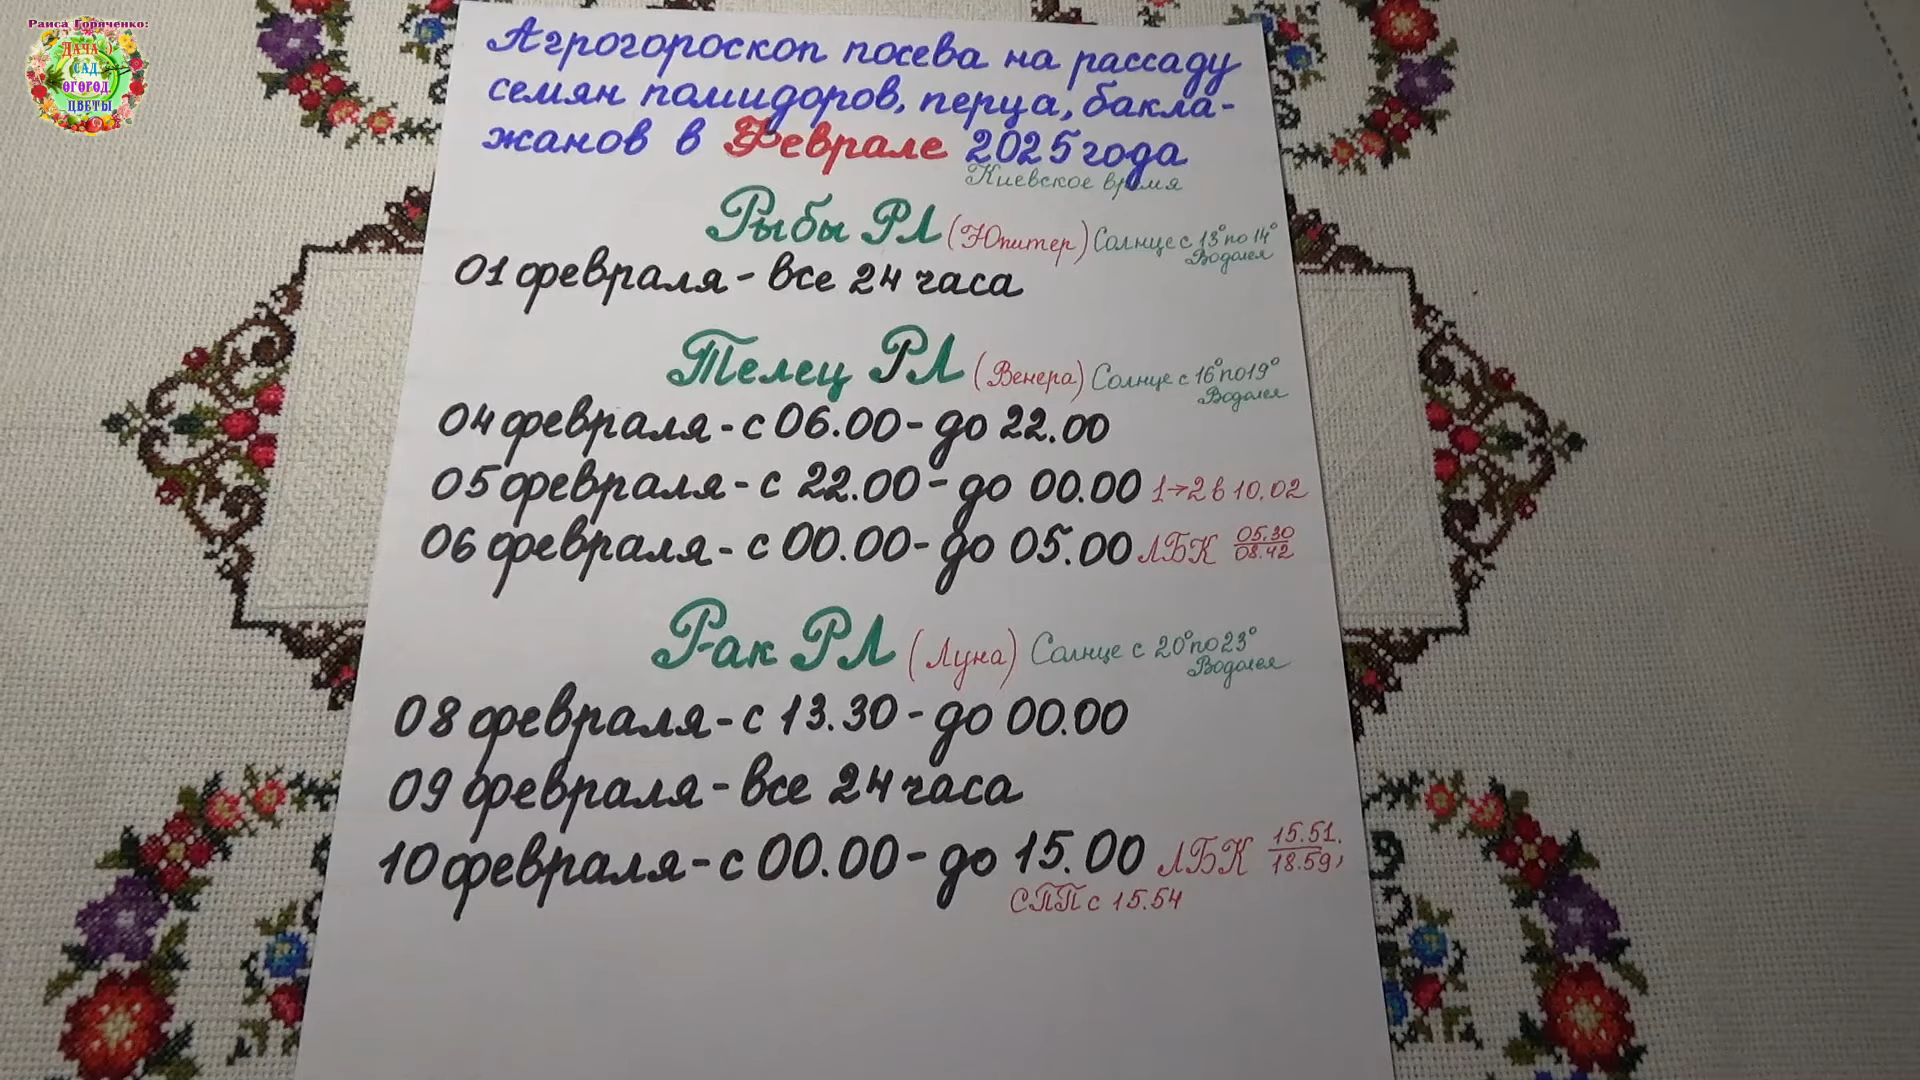 Раиса Горяченко:
Дача :)
сад,
огород,
цветы
Агрогороскоп посева на рассаду
семян помидоров, перца, бакла-
жанов в Феврале 2025 года
Киевское время
Рыбы РЛ (Юпитер) Солнце с 13° по 14°
Водолея
01 февраля - все 24 часа
Телец РЛ (Венера) Солнце с 16° по 19°
Водолея
04 февраля - с 06.00 - до 22.00
05 февраля - с 22.00 - до 00.00 1→2 в 10.02
06 февраля - с 00.00 - до 05.00 ЛБК 05.30
08.42
Рак РЛ (Луна) Солнце с 20° по 23°
Водолея
08 февраля - с 13.30 - до 00.00
09 февраля - все 24 часа
10 февраля - с 00.00 - до 15.00 ЛБК 15.51.
18.59,
СПП с 15.54